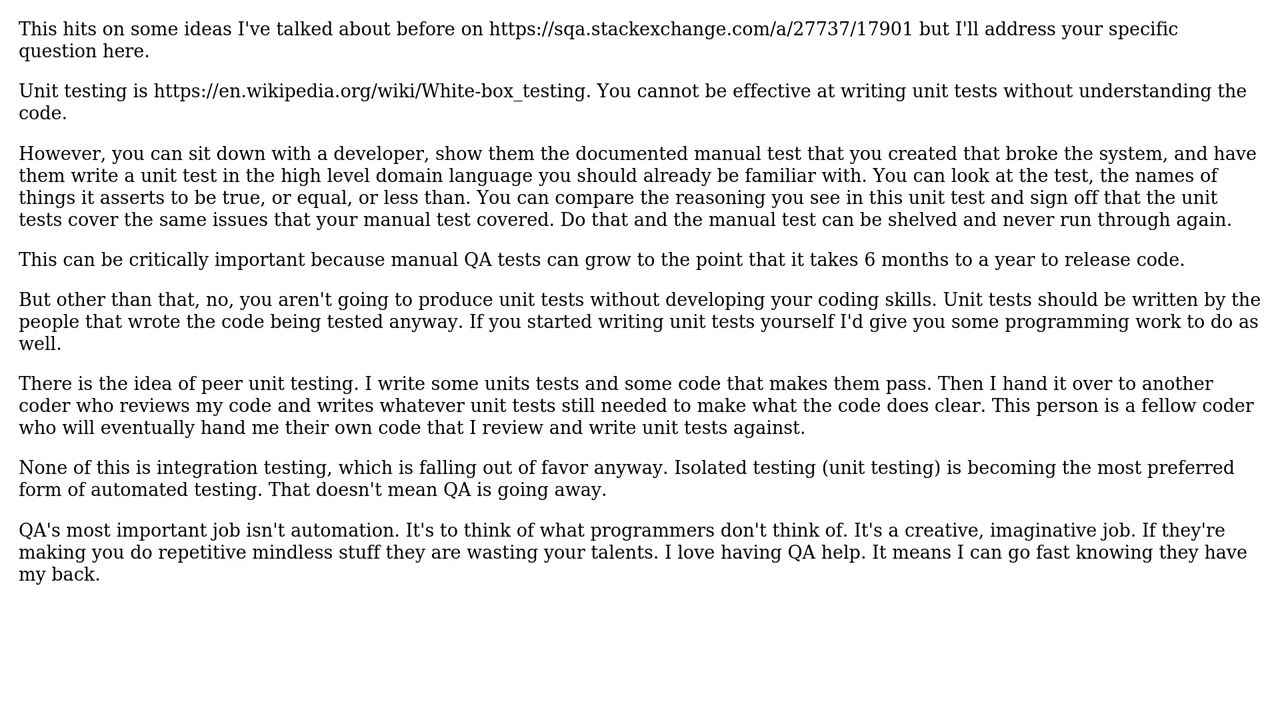 This hits on some ideas I've talked about before on https://sqa.stackexchange.com/a/27737/17901 but I'll address your specific
question here.
Unit testing is https://en.wikipedia.org/wiki/White-box_testing. You cannot be effective at writing unit tests without understanding the
code.
However, you can sit down with a developer, show them the documented manual test that you created that broke the system, and have
them write a unit test in the high level domain language you should already be familiar with. You can look at the test, the names of
things it asserts to be true, or equal, or less than. You can compare the reasoning you see in this unit test and sign off that the unit
tests cover the same issues that your manual test covered. Do that and the manual test can be shelved and never run through again.
This can be critically important because manual QA tests can grow to the point that it takes 6 months to a year to release code.
But other than that, no, you aren't going to produce unit tests without developing your coding skills. Unit tests should be written by the
people that wrote the code being tested anyway. If you started writing unit tests yourself I'd give you some programming work to do as
well.
There is the idea of peer unit testing. I write some units tests and some code that makes them pass. Then I hand it over to another
coder who reviews my code and writes whatever unit tests still needed to make what the code does clear. This person is a fellow coder
who will eventually hand me their own code that I review and write unit tests against.
None of this is integration testing, which is falling out of favor anyway. Isolated testing (unit testing) is becoming the most preferred
form of automated testing. That doesn't mean QA is going away.
QA's most important job isn't automation. It's to think of what programmers don't think of. It's a creative, imaginative job. If they're
making you do repetitive mindless stuff they are wasting your talents. I love having QA help. It means I can go fast knowing they have
my back.